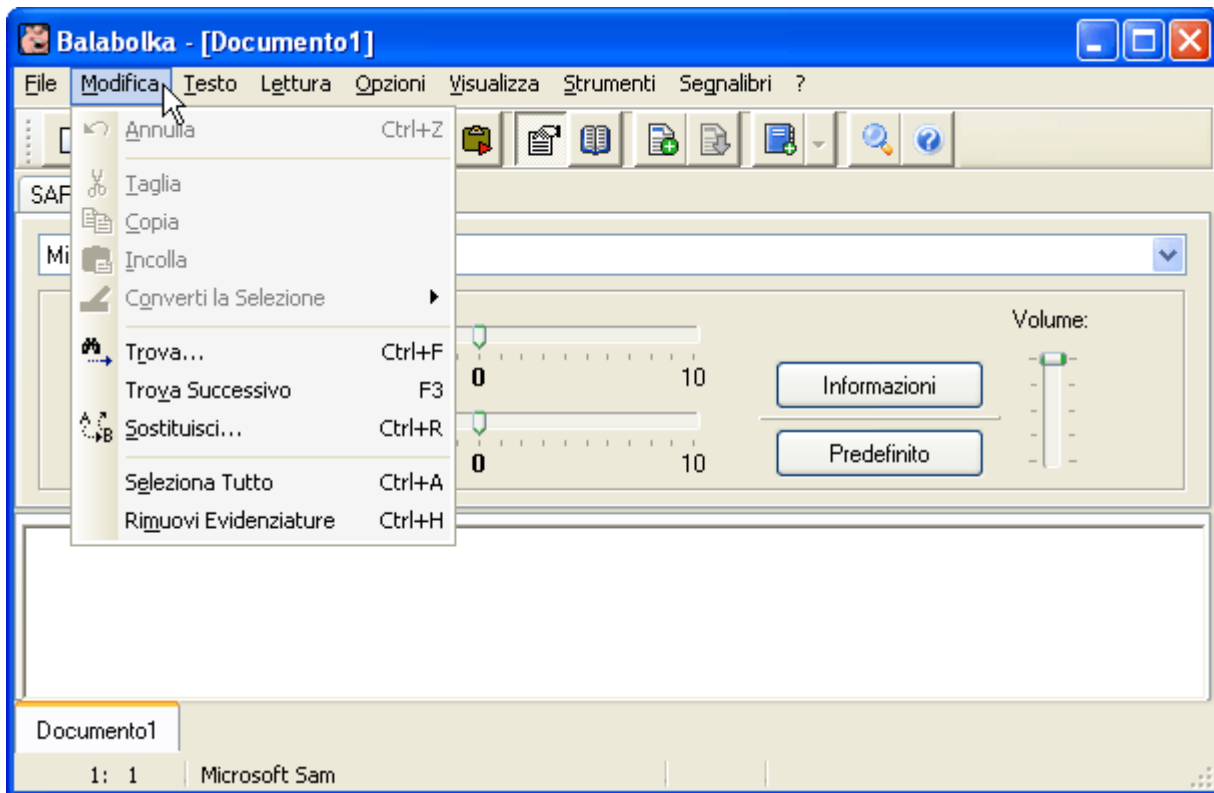 Balabolka - [Documento1]
File Modifica Testo Lettura Opzioni Visualizza Strumenti Segnalibri ?
Annulla Ctrl+Z
Taglia
Copia
Incolla
Converti la Selezione
Trova... Ctrl+F
Trova Successivo F3
Sostituisci... Ctrl+R
Seleziona Tutto Ctrl+A
Rimuovi Evidenziature Ctrl+H
Volume:
0 10
Informazioni
0 10
Predefinito
Documento1
1: 1 Microsoft Sam